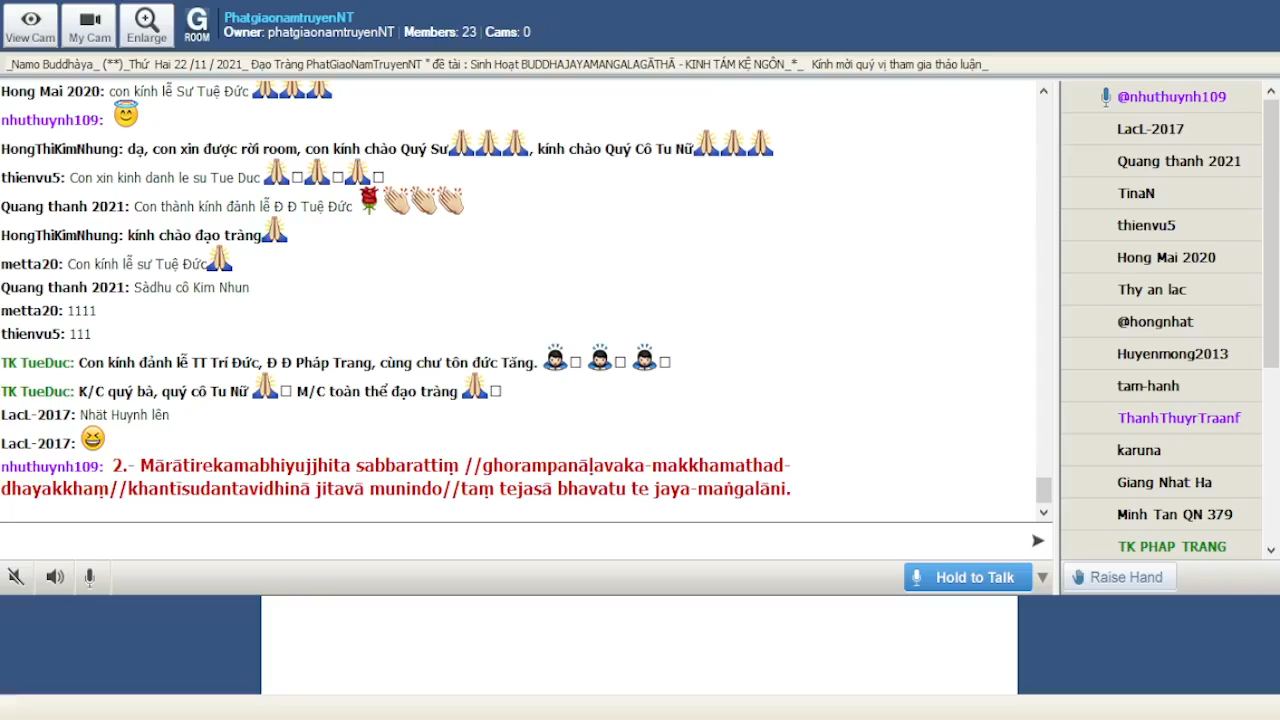 View Cam
My Cam
Enlarge
G
ROOM
PhatgiaonamtruyenNT
Owner: phatgiaonamtruyenNT | Members: 23 | Cams: 0
_Namo Buddhàya_ (**)_Thứ Hai 22 /11 / 2021_ Đạo Tràng PhatGiaoNamTruyenNT " đề tài : Sinh Hoạt BUDDHAJAYAMANGALAGĀTHĀ - KINH TÁM KỆ NGÔN_*_ Kính mời quý vị tham gia thảo luận_
Hong Mai 2020: con kính lễ Sư Tuệ Đức
nhuthuynh109:
HongThiKimNhung: dạ, con xin được rời room, con kính chào Quý Sư, kính chào Quý Cô Tu Nữ
thienvu5: Con xin kinh danh le su Tue Duc
Quang thanh 2021: Con thành kính đảnh lễ Đ Đ Tuệ Đức
HongThiKimNhung: kính chào đạo tràng
metta20: Con kính lễ sư Tuệ Đức
Quang thanh 2021: Sàdhu cô Kim Nhun
metta20: 1111
thienvu5: 111
TK TueDuc: Con kính đảnh lễ TT Trí Đức, Đ Đ Pháp Trang, cùng chư tôn đức Tăng.
TK TueDuc: K/C quý bà, quý cô Tu Nữ M/C toàn thể đạo tràng
LacL-2017: Nhăt Huynh lên
LacL-2017:
nhuthuynh109: 2.- Mārātirekamabhiyujjhita sabbarattiṃ //ghorampanāḷavaka-makkhamathad-
dhayakkhaṃ//khantīsudantavidhinā jitavā munindo//taṃ tejasā bhavatu te jaya-maṅgalāni.
Hold to Talk
@nhuthuynh109
LacL-2017
Quang thanh 2021
TinaN
thienvu5
Hong Mai 2020
Thy an lac
@hongnhat
Huyenmong2013
tam-hanh
ThanhThuyrTraanf
karuna
Giang Nhat Ha
Minh Tan QN 379
TK PHAP TRANG
Raise Hand